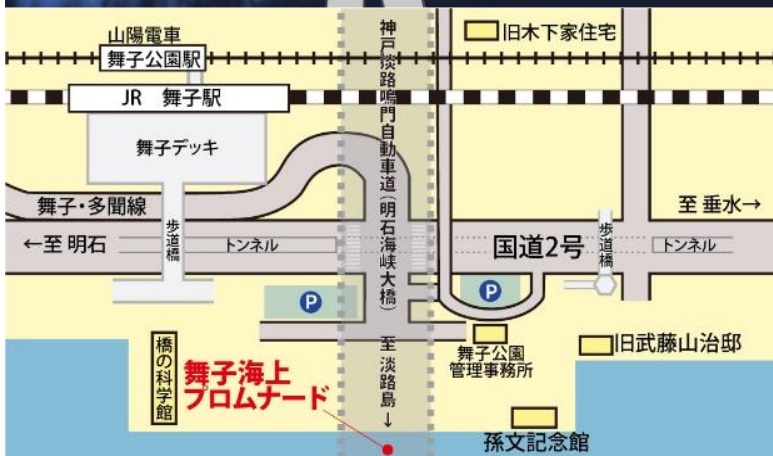 山陽電車
舞子公園駅
JR 舞子駅
舞子デッキ
旧木下家住宅
神戸淡路鳴門自動車道(明石海峡大橋) 至 淡路島→
舞子・多聞線
至 垂水→
←至 明石
歩道橋
トンネル
国道2号
歩道橋
トンネル
P
P
橋の科学館
舞子海上
プロムナード
舞子公園
管理事務所
旧武藤山治邸
孫文記念館